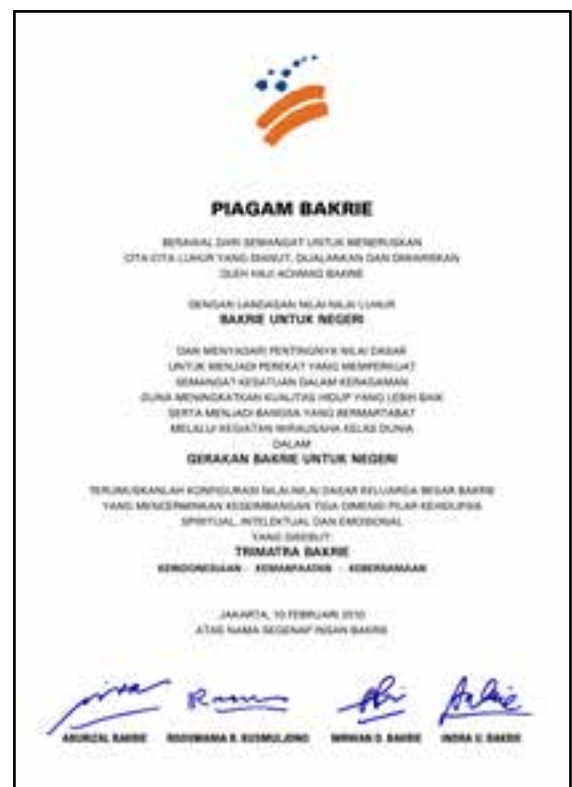 PIAGAM BAKRIE
BERAWAL DARI SEMANGAT UNTUK MENERUSKAN
CITA-CITA LUHUR YANG DIANUT, DIJALANKAN DAN DIWARISKAN
OLEH HAJI ACHMAD BAKRIE
DENGAN LANDASAN NILAI-NILAI LUHUR
BAKRIE UNTUK NEGERI
DAN MENYADARI PENTINGNYA NILAI DASAR
UNTUK MENJADI PEREKAT YANG MEMPERKUAT
SEMANGAT KESATUAN DALAM KERAGAMAN
GUNA MENINGKATKAN KUALITAS HIDUP YANG LEBIH BAIK
SERTA MENJADI BANGSA YANG BERMARTABAT
MELALUI KEGIATAN WIRAUSAHA KELAS DUNIA
DALAM
GERAKAN BAKRIE UNTUK NEGERI
TERUMUSKANLAH KONFIGURASI NILAI-NILAI DASAR KELUARGA BESAR BAKRIE
YANG MENCERMINKAN KESEIMBANGAN TIGA DIMENSI PILAR KEHIDUPAN
SPIRITUAL, INTELEKTUAL DAN EMOSIONAL
YANG DISEBUT:
TRIMATRA BAKRIE
KEINDONESIAAN - KEMANFAATAN - KEBERSAMAAN
JAKARTA, 10 FEBRUARI 2010
ATAS NAMA SEGENAP INSAN BAKRIE
ABURIZAL BAKRIE ROOSMANIA R. KUSMULJONO NIRWAN D. BAKRIE INDRA U. BAKRIE